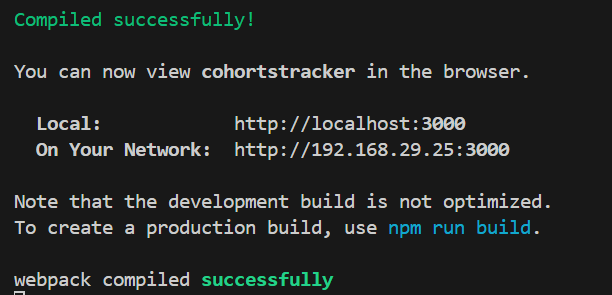 Compiled successfully!
You can now view cohortstracker in the browser.
Local: http://localhost:3000
On Your Network: http://192.168.29.25:3000
Note that the development build is not optimized.
To create a production build, use npm run build.
webpack compiled successfully